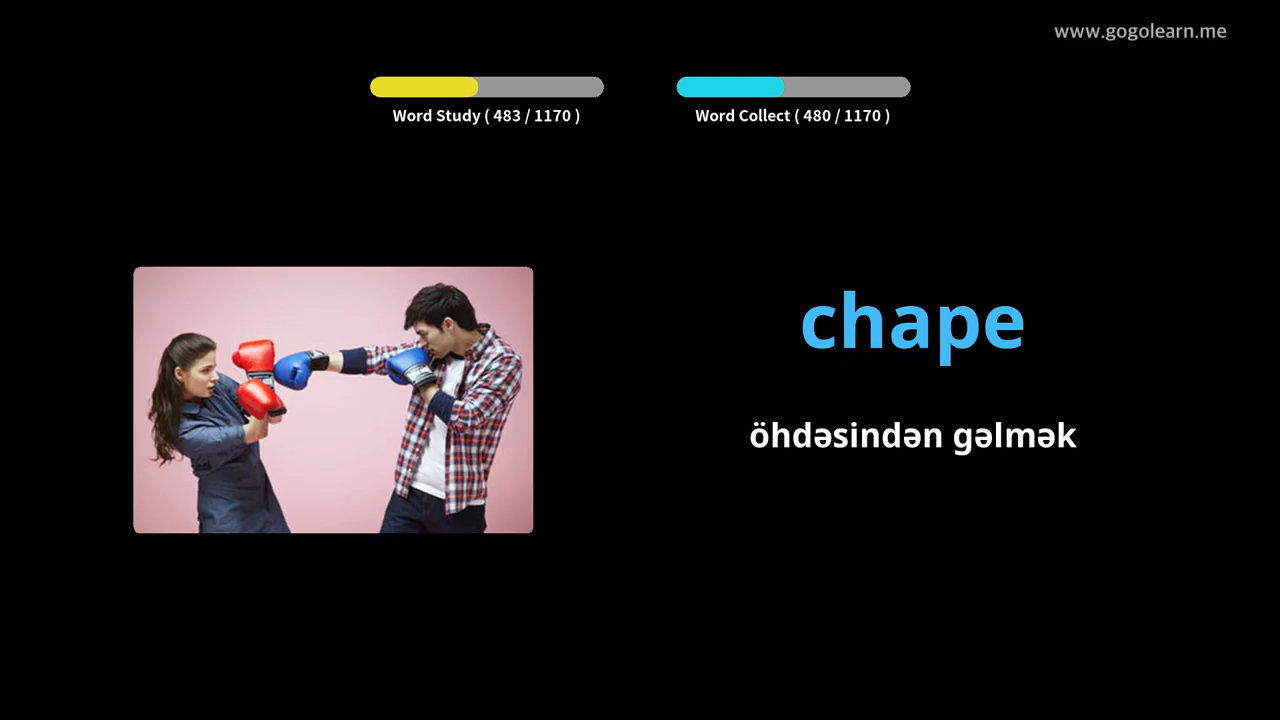 www.gogolearn.me
Word Study ( 483 / 1170 )
Word Collect ( 480 / 1170 )
chape
öhdəsindən gəlmək